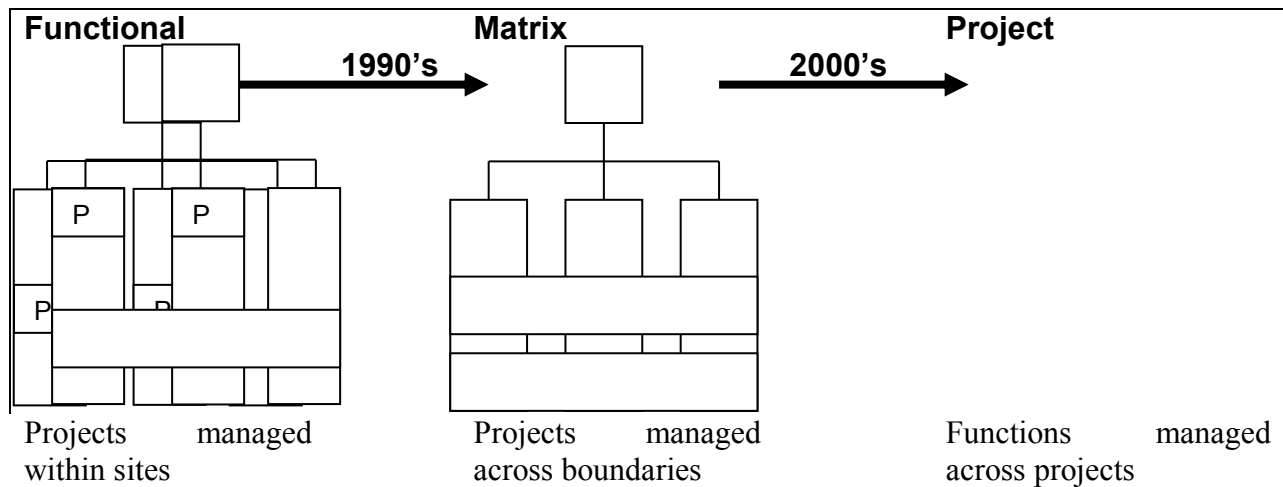 Functional
Matrix
Project
1990's
2000's
P
P
P
P
Projects managed
within sites
Projects managed
across boundaries
Functions managed
across projects